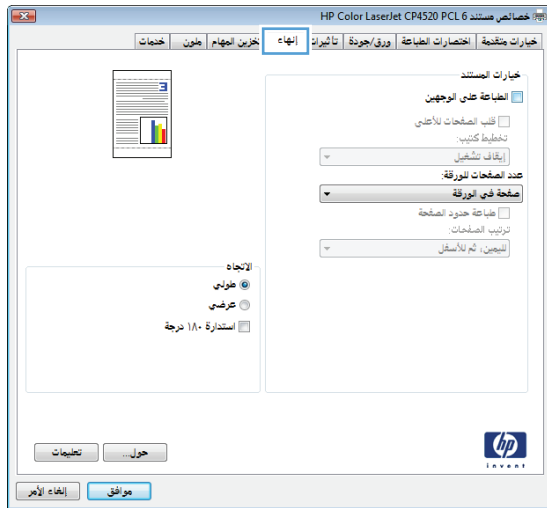 خصائص مستند HP Color LaserJet CP4520 PCL 6
خيارات متقدمة
اختصارات الطباعة
ورق/جودة
تأثيرات
إنهاء
تخزين المهام
ملون
خدمات
خيارات المستند
الطباعة على الوجهين
قلب الصفحات للأعلى
تخطيط كتيب:
إيقاف تشغيل
عدد الصفحات للورقة:
صفحة في الورقة
طباعة حدود الصفحة
ترتيب الصفحات:
لليمين، ثم للأسفل
3
الاتجاه
طولي
عرضي
استدارة ١٨٠ درجة
hp
invent
حول...
تعليمات
موافق
إلغاء الأمر